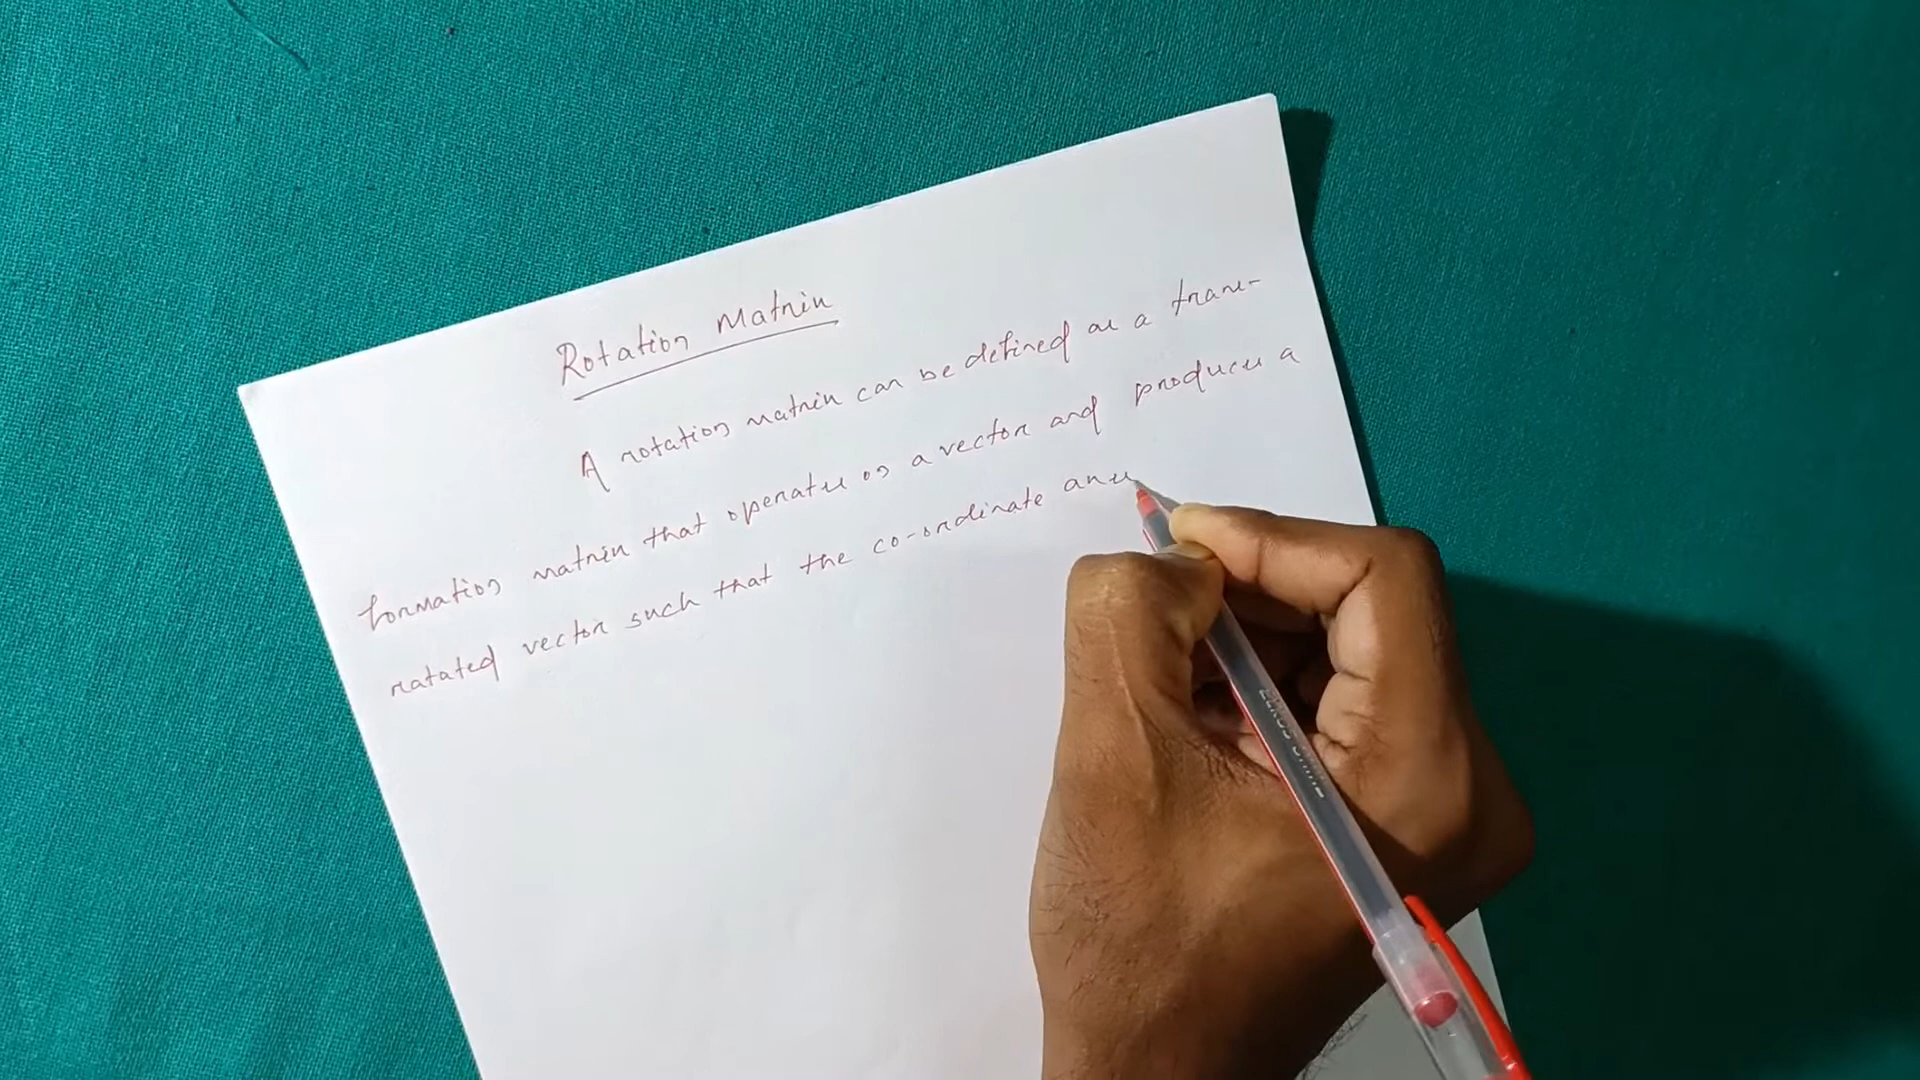 Rotation Matrix
A rotation matrix can be defined as a trans-
formation matrix that operates on a vector and produces a
ratated vector such that the co-ordinate axes